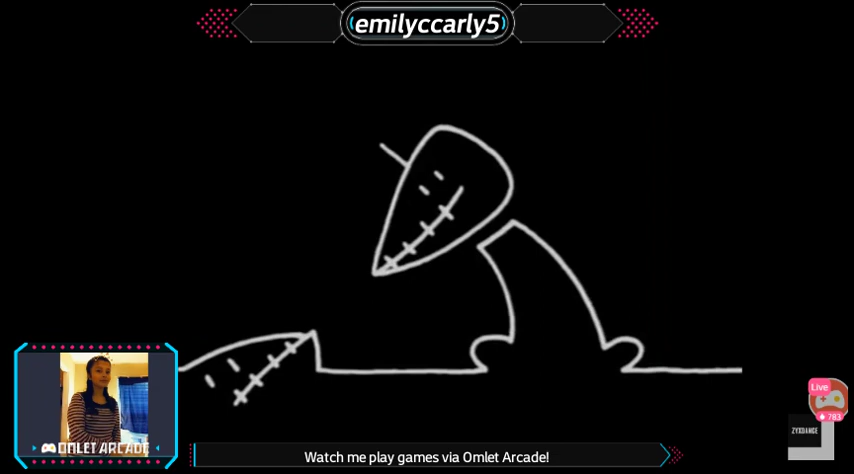 emilyccarly5
Live
783
ZYXDANCE
OMLET ARCADE
Watch me play games via Omlet Arcade!